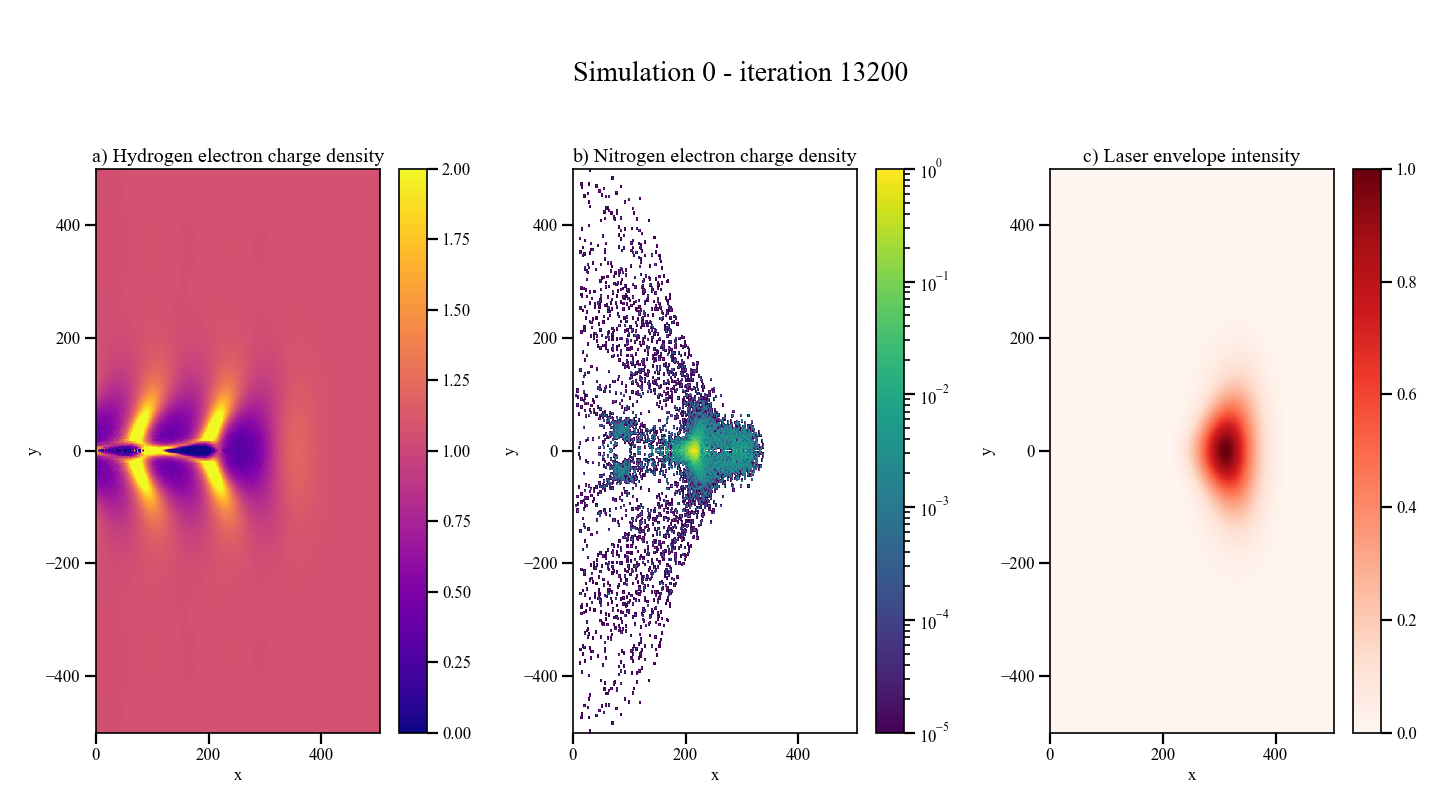 Simulation 0 - iteration 13200
a) Hydrogen electron charge density
400
200
0
−200
−400
y
0 200 400
x
2.00
1.75
1.50
1.25
1.00
0.75
0.50
0.25
0.00
b) Nitrogen electron charge density
400
200
0
−200
−400
y
0 200 400
x
10⁰
10⁻¹
10⁻²
10⁻³
10⁻⁴
10⁻⁵
c) Laser envelope intensity
400
200
0
−200
−400
y
0 200 400
x
1.0
0.8
0.6
0.4
0.2
0.0